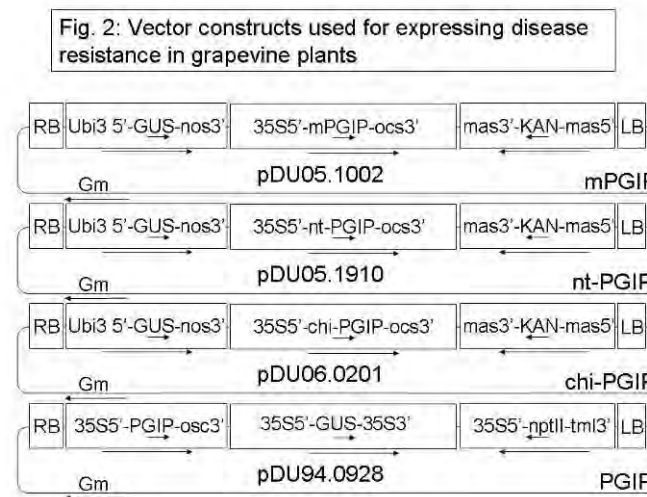 Fig. 2: Vector constructs used for expressing disease
resistance in grapevine plants
RB Ubi3 5'-GUS-nos3' 35S5'-mPGIP-ocs3' mas3'-KAN-mas5' LB
pDU05.1002
Gm mPGIP
RB Ubi3 5'-GUS-nos3' 35S5'-nt-PGIP-ocs3' mas3'-KAN-mas5' LB
pDU05.1910
Gm nt-PGIP
RB Ubi3 5'-GUS-nos3' 35S5'-chi-PGIP-ocs3' mas3'-KAN-mas5' LB
pDU06.0201
Gm chi-PGIP
RB 35S5'-PGIP-osc3' 35S5'-GUS-35S3' 35S5'-nptII-tml3' LB
pDU94.0928
Gm PGIP